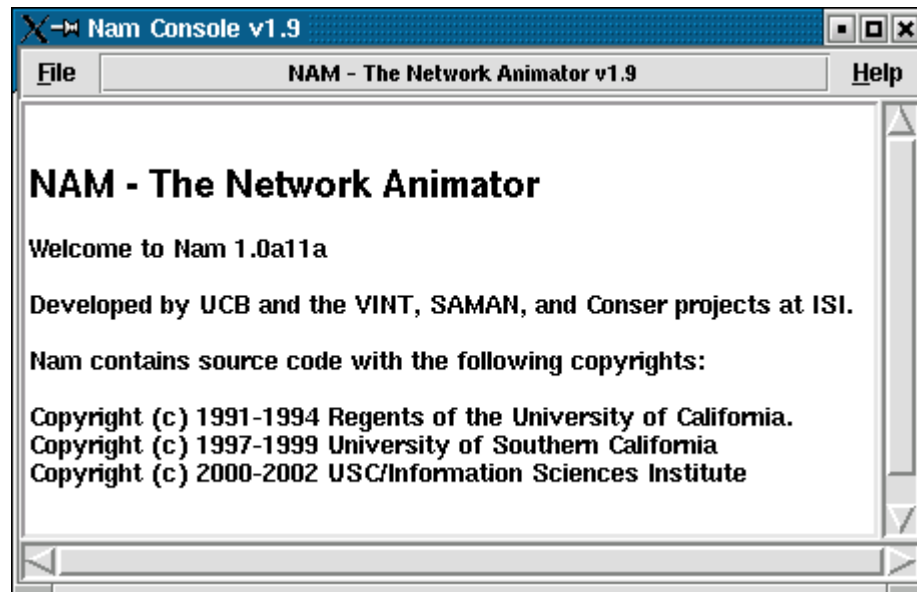 Nam Console v1.9
File NAM - The Network Animator v1.9 Help
NAM - The Network Animator
Welcome to Nam 1.0a11a
Developed by UCB and the VINT, SAMAN, and Conser projects at ISI.
Nam contains source code with the following copyrights:
Copyright (c) 1991-1994 Regents of the University of California.
Copyright (c) 1997-1999 University of Southern California
Copyright (c) 2000-2002 USC/Information Sciences Institute